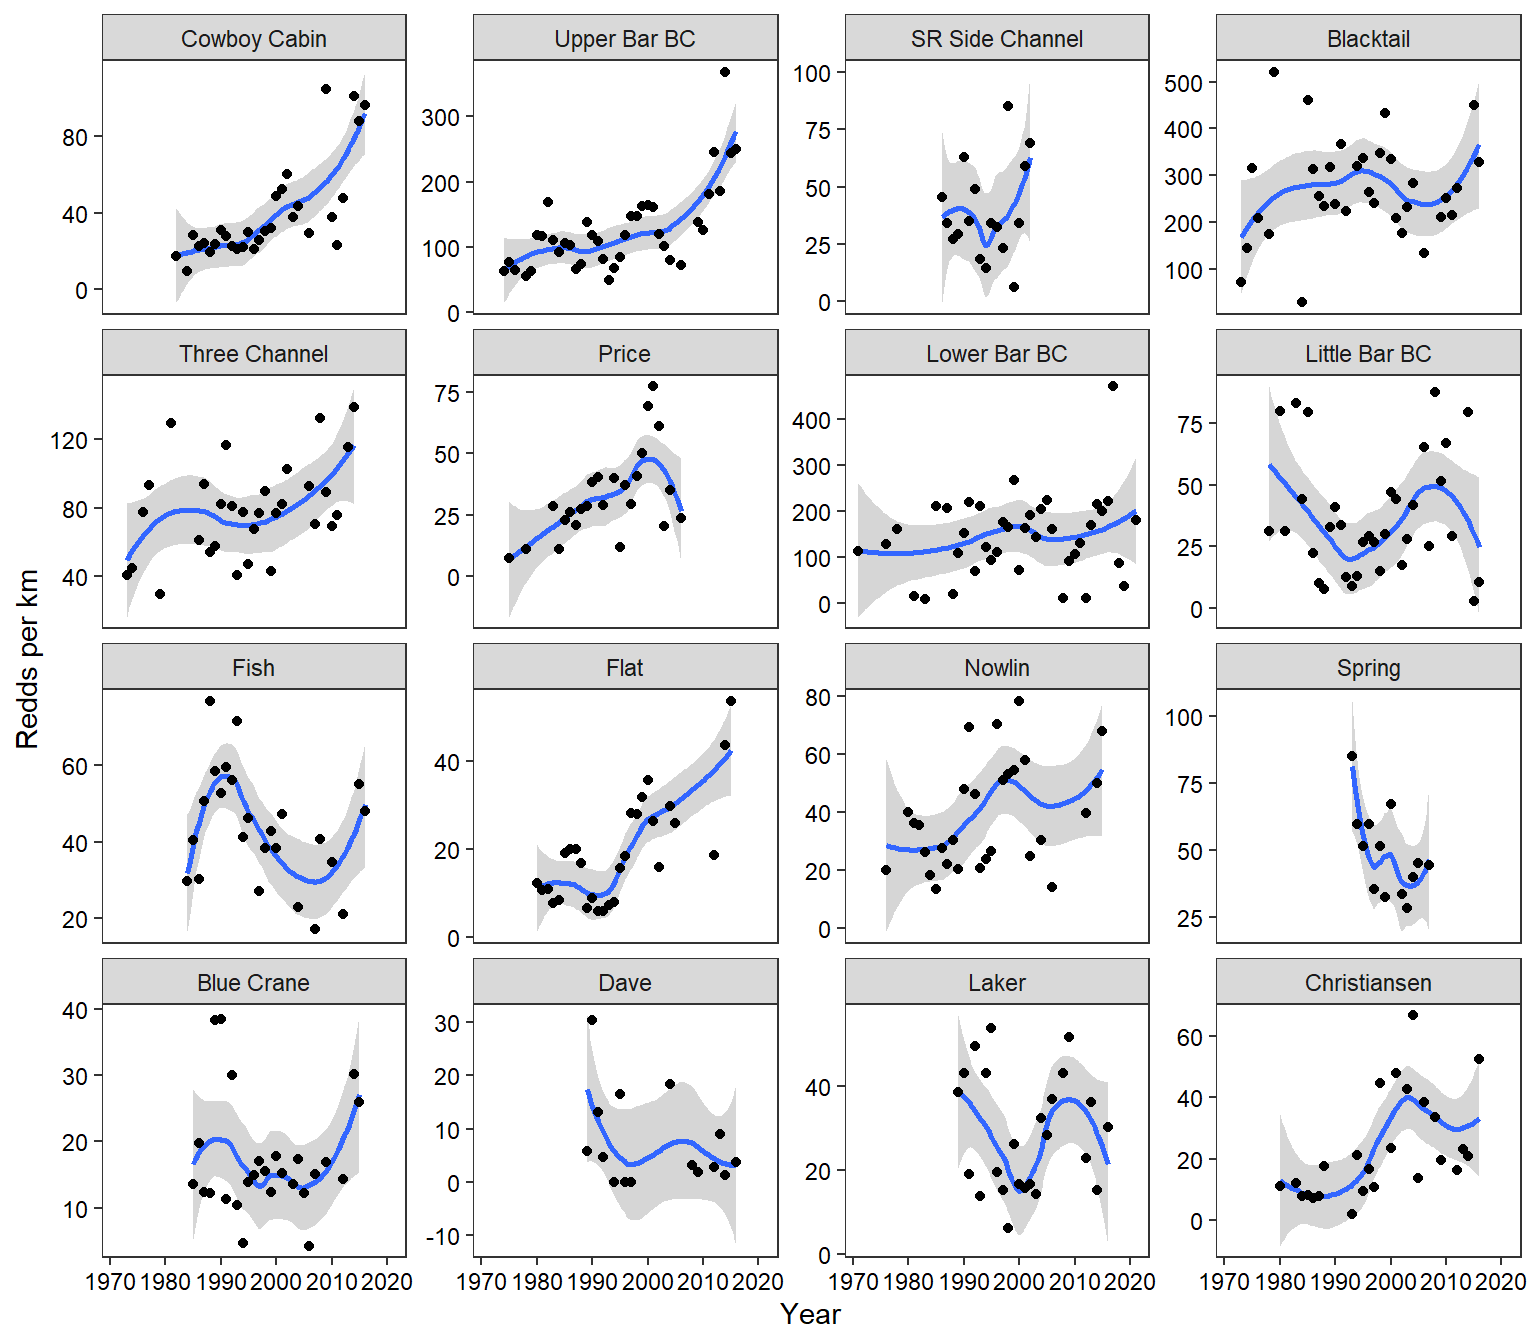 Cowboy Cabin
Upper Bar BC
SR Side Channel
Blacktail
80
40
0
300
200
100
0
100
75
50
25
0
500
400
300
200
100
Three Channel
Price
Lower Bar BC
Little Bar BC
120
80
40
75
50
25
0
400
300
200
100
0
75
50
25
0
Redds per km
Fish
Flat
Nowlin
Spring
60
40
20
40
20
0
80
60
40
20
0
100
75
50
25
Blue Crane
Dave
Laker
Christiansen
40
30
20
10
30
20
10
0
-10
40
20
0
60
40
20
0
1970 1980 1990 2000 2010 2020
1970 1980 1990 2000 2010 2020
1970 1980 1990 2000 2010 2020
1970 1980 1990 2000 2010 2020
Year